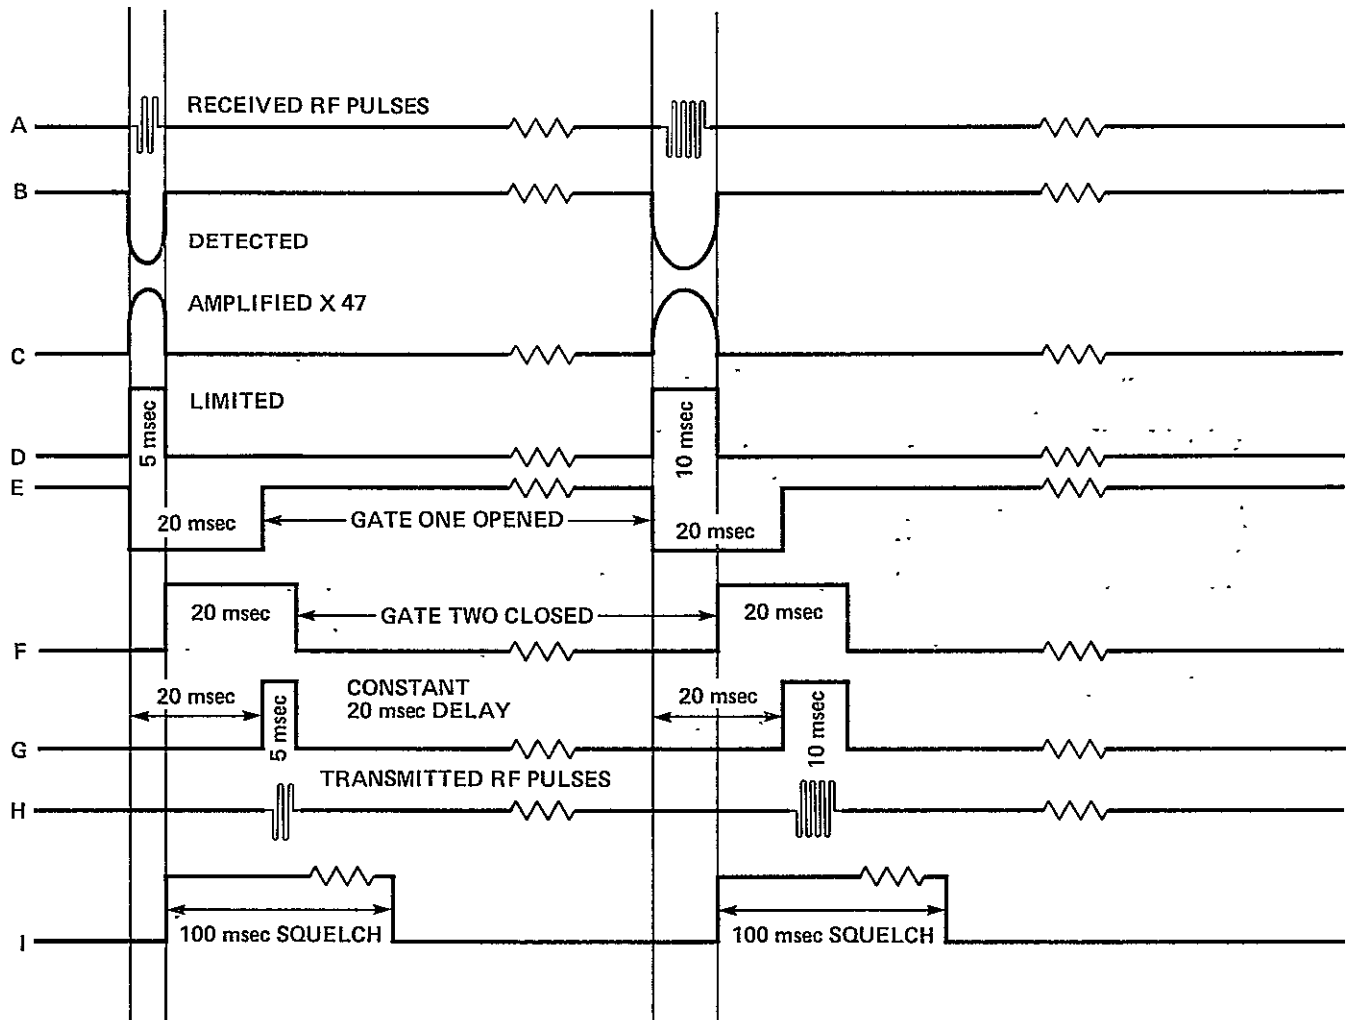 A
RECEIVED RF PULSES
B
DETECTED
AMPLIFIED X 47
C
LIMITED
5 msec
10 msec
D
E
20 msec
GATE ONE OPENED
20 msec
20 msec
GATE TWO CLOSED
20 msec
F
20 msec
CONSTANT
20 msec DELAY
20 msec
5 msec
10 msec
G
TRANSMITTED RF PULSES
H
100 msec SQUELCH
100 msec SQUELCH
I